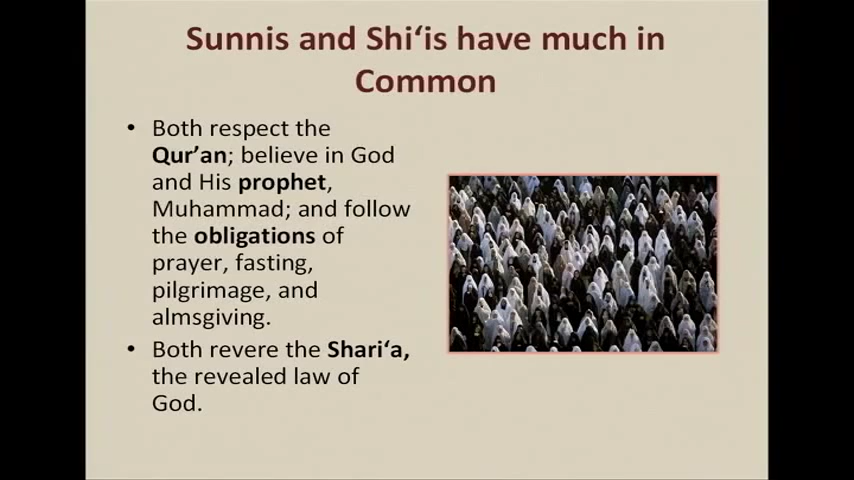 Sunnis and Shi‘is have much in
Common
• Both respect the
Qur’an; believe in God
and His prophet,
Muhammad; and follow
the obligations of
prayer, fasting,
pilgrimage, and
almsgiving.
• Both revere the Shari‘a,
the revealed law of
God.